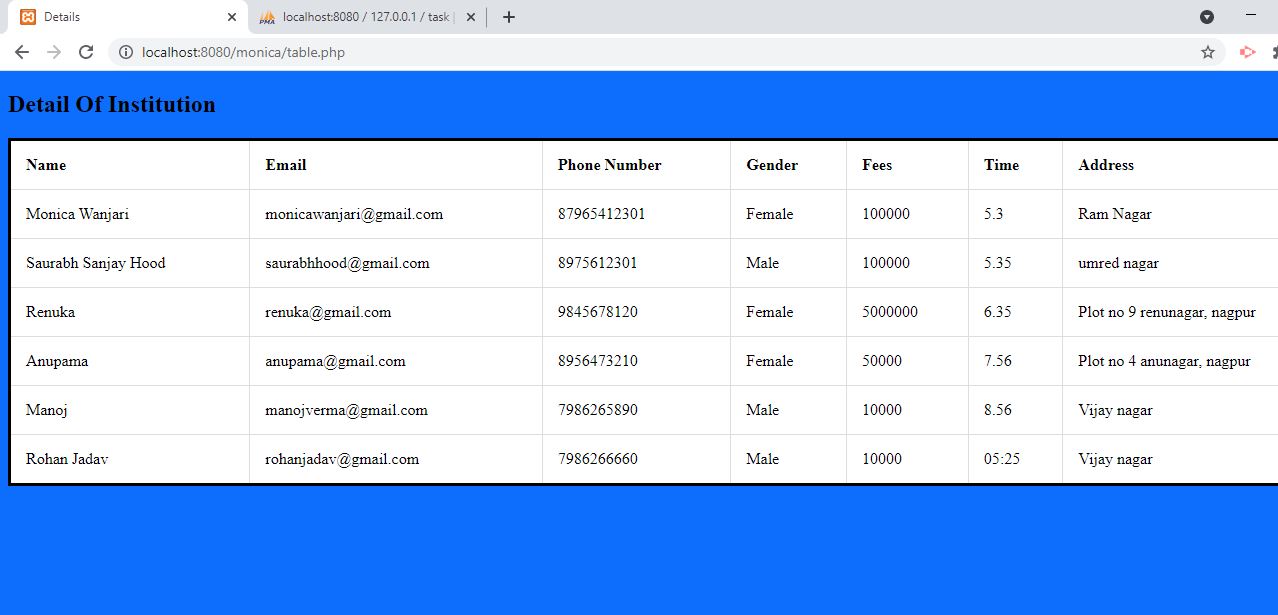 Details
PMA
localhost:8080 / 127.0.0.1 / task |
localhost:8080/monica/table.php
Detail Of Institution
Name Email Phone Number Gender Fees Time Address
Monica Wanjari monicawanjari@gmail.com 87965412301 Female 100000 5.3 Ram Nagar
Saurabh Sanjay Hood saurabhhood@gmail.com 8975612301 Male 100000 5.35 umred nagar
Renuka renuka@gmail.com 9845678120 Female 5000000 6.35 Plot no 9 renunagar, nagpur
Anupama anupama@gmail.com 8956473210 Female 50000 7.56 Plot no 4 anunagar, nagpur
Manoj manojverma@gmail.com 7986265890 Male 10000 8.56 Vijay nagar
Rohan Jadav rohanjadav@gmail.com 7986266660 Male 10000 05:25 Vijay nagar